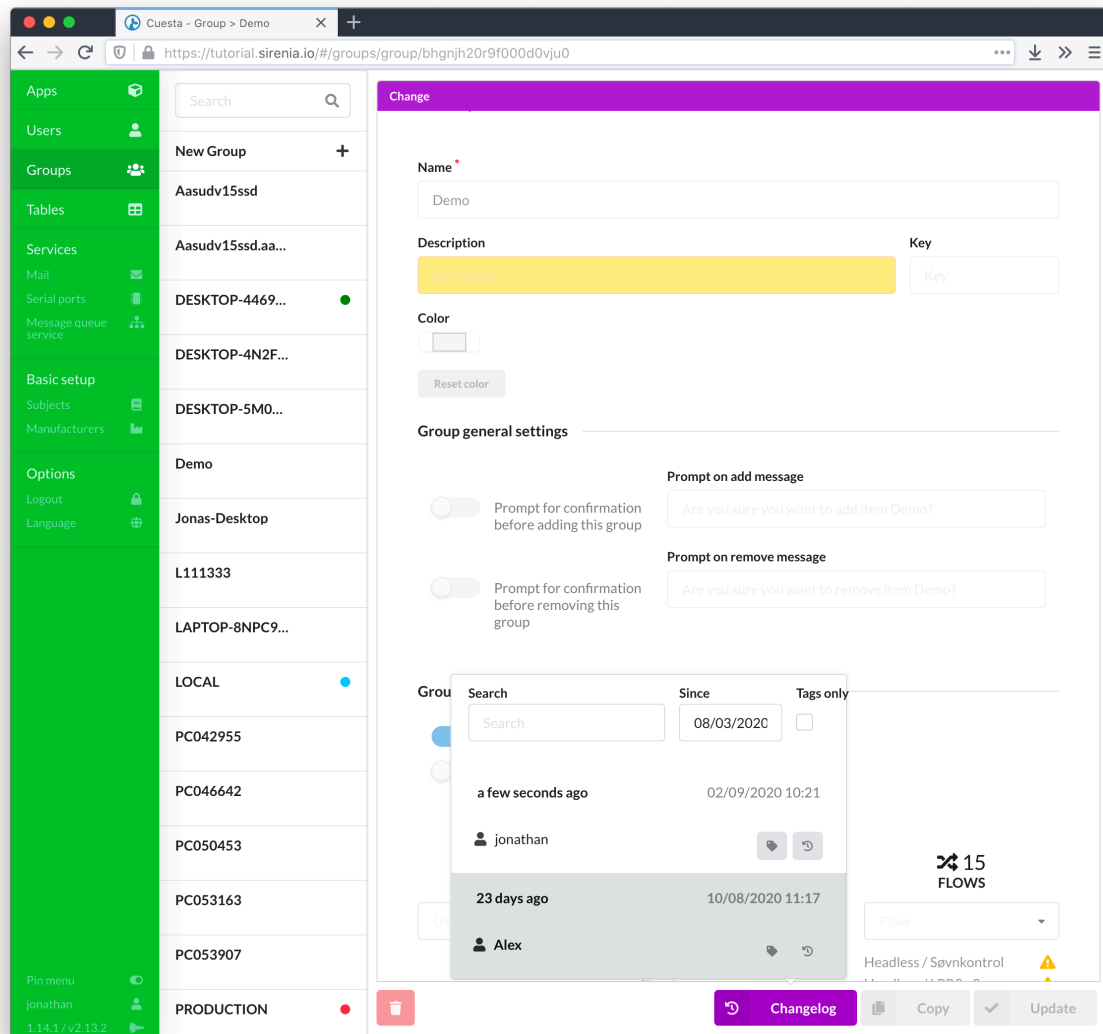 Cuesta - Group > Demo
https://tutorial.sirenia.io/#/groups/group/bhgnjh20r9f000d0vju0
Apps
Users
Groups
Tables
Services
Mail
Serial ports
Message queue
service
Basic setup
Subjects
Manufacturers
Options
Logout
Language
Pin menu
jonathan
1.14.1 / v2.13.2
Search
New Group
Aasudv15ssd
Aasudv15ssd.aa...
DESKTOP-4469...
DESKTOP-4N2F...
DESKTOP-5M0...
Demo
Jonas-Desktop
L111333
LAPTOP-8NPC9...
LOCAL
PC042955
PC046642
PC050453
PC053163
PC053907
PRODUCTION
Change
Name *
Demo
Description
Key
Key
Color
Reset color
Group general settings
Prompt for confirmation
before adding this group
Prompt on add message
Are you sure you want to add item Demo?
Prompt for confirmation
before removing this
group
Prompt on remove message
Are you sure you want to remove item Demo?
Grou
Search
Since
Tags only
Search
08/03/2020
a few seconds ago
02/09/2020 10:21
jonathan
23 days ago
10/08/2020 11:17
Alex
15
FLOWS
Us
Flow
Headless / Søvnkontrol
Changelog
Copy
Update